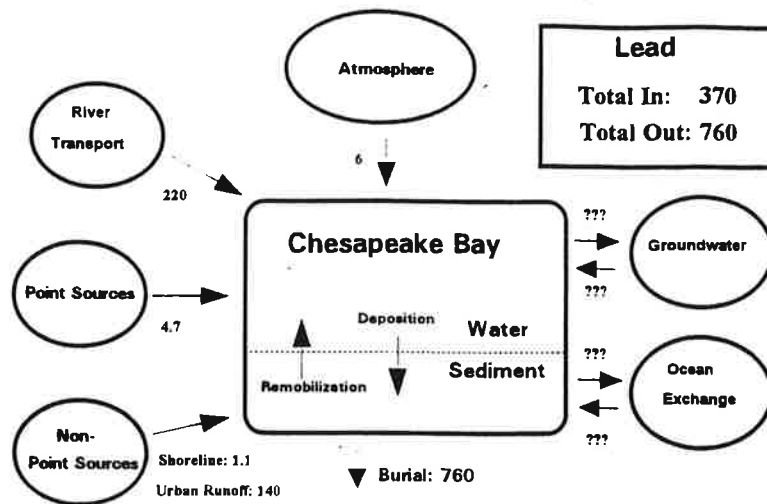 Atmosphere
Lead
Total In: 370
Total Out: 760
River
Transport
220
6
Chesapeake Bay
???
Groundwater
???
Point Sources
4.7
Deposition
Water
Sediment
Remobilization
???
Ocean
Exchange
???
Non-
Point Sources
Shoreline: 1.1
Urban Runoff: 140
Burial: 760